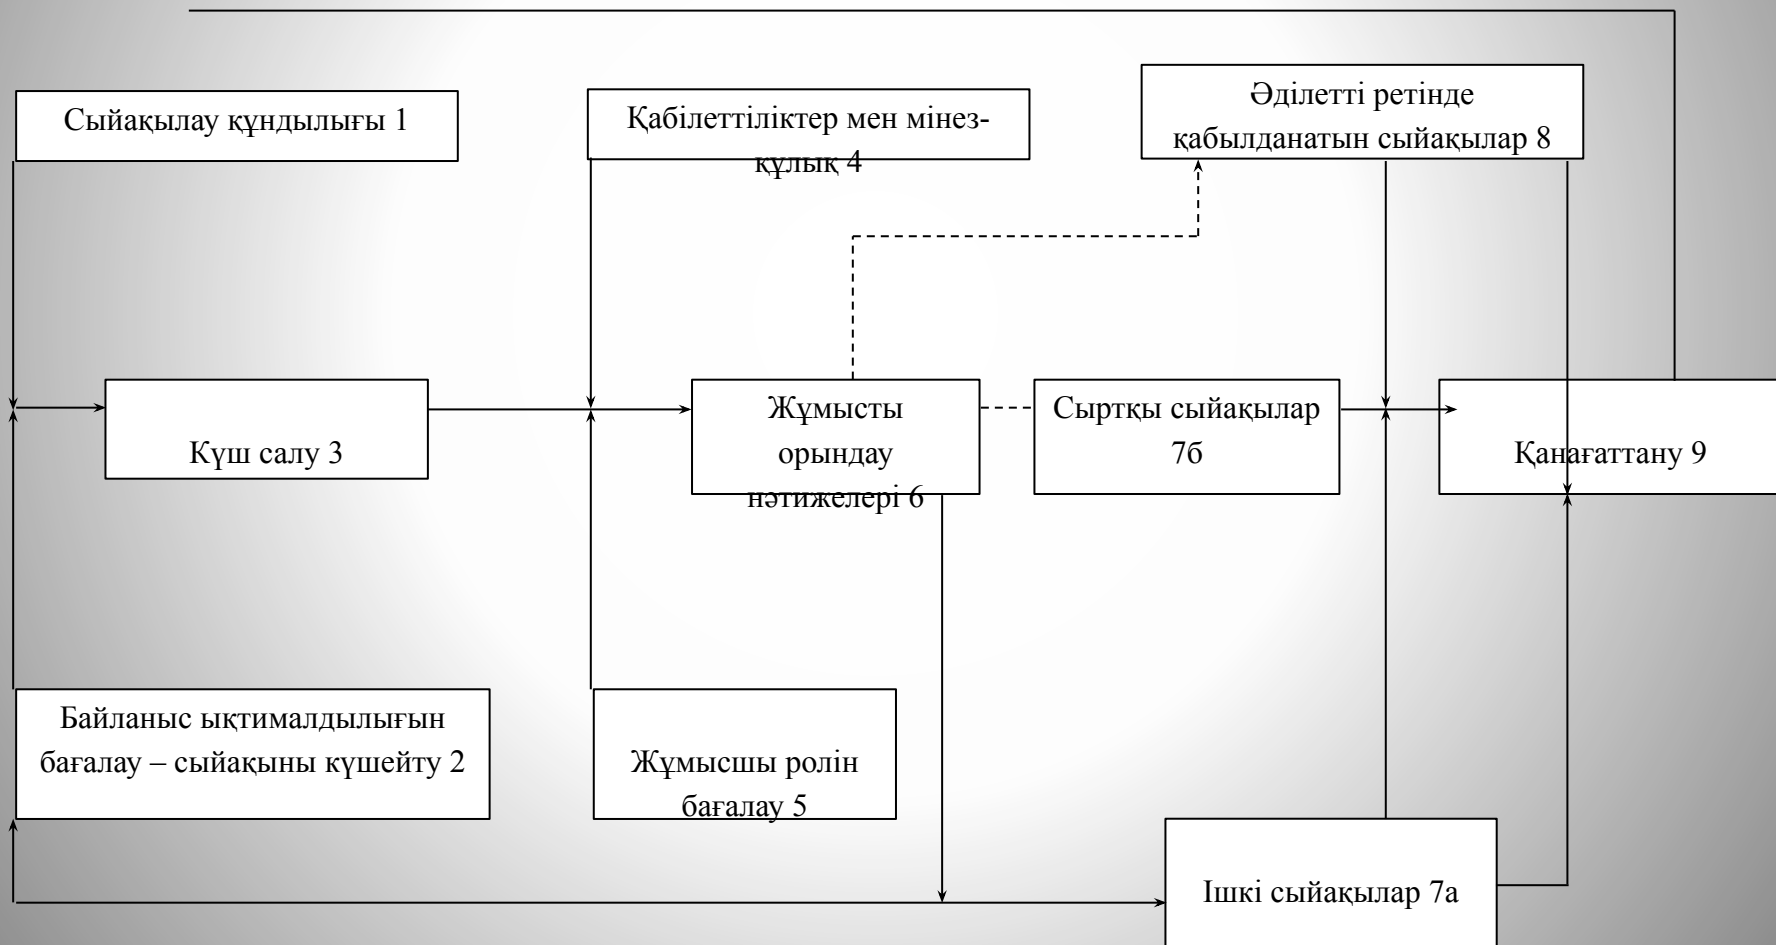 Сыйақылау құндылығы 1
Қабілеттіліктер мен мінез-
құлық 4
Әділетті ретінде
қабылданатын сыйақылар 8
Күш салу 3
Жұмысты
орындау
нәтижелері 6
Сыртқы сыйақылар
7б
Қанағаттану 9
Байланыс ықтималдылығын
бағалау – сыйақыны күшейту 2
Жұмысшы ролін
бағалау 5
Ішкі сыйақылар 7а